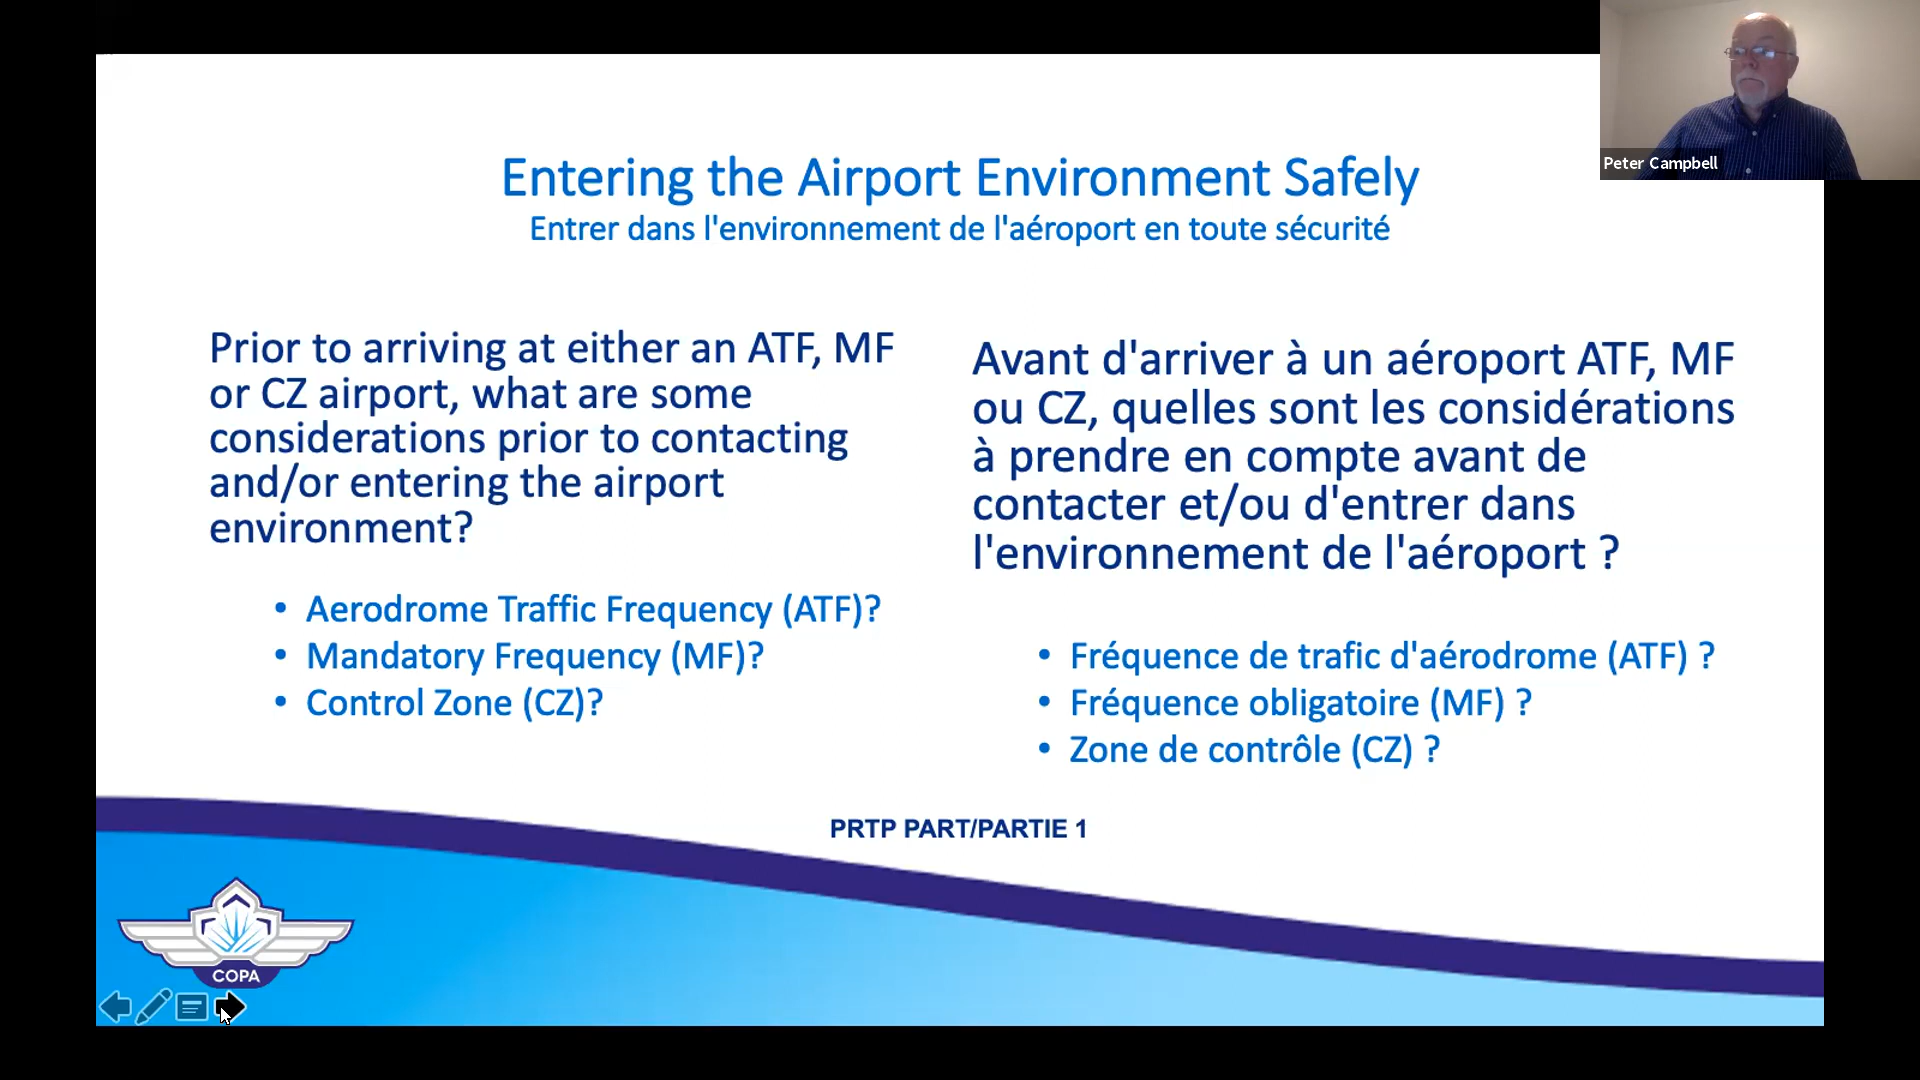 Peter Campbell
Entering the Airport Environment Safely
Entrer dans l'environnement de l'aéroport en toute sécurité
Prior to arriving at either an ATF, MF
or CZ airport, what are some
considerations prior to contacting
and/or entering the airport
environment?
• Aerodrome Traffic Frequency (ATF)?
• Mandatory Frequency (MF)?
• Control Zone (CZ)?
Avant d'arriver à un aéroport ATF, MF
ou CZ, quelles sont les considérations
à prendre en compte avant de
contacter et/ou d'entrer dans
l'environnement de l'aéroport ?
• Fréquence de trafic d'aérodrome (ATF) ?
• Fréquence obligatoire (MF) ?
• Zone de contrôle (CZ) ?
PRTP PART/PARTIE 1
COPA